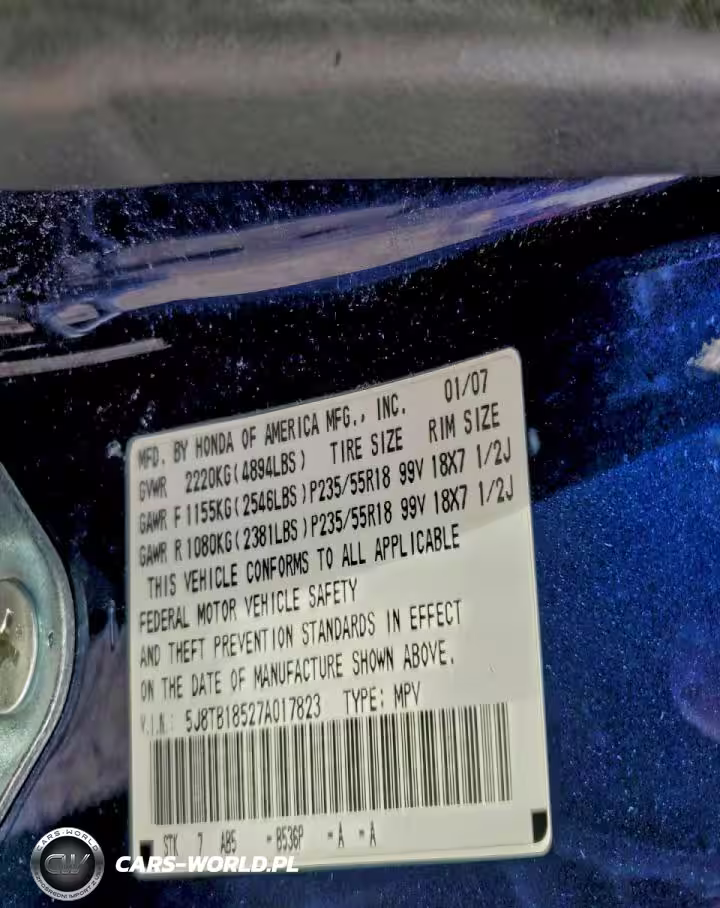 MFD. BY HONDA OF AMERICA MFG., INC. 01/07
GVWR 2220KG(4894LBS) TIRE SIZE RIM SIZE
GAWR F 1155KG(2546LBS)P235/55R18 99V 18X7 1/2J
GAWR R 1080KG(2381LBS)P235/55R18 99V 18X7 1/2J
THIS VEHICLE CONFORMS TO ALL APPLICABLE
FEDERAL MOTOR VEHICLE SAFETY
AND THEFT PREVENTION STANDARDS IN EFFECT
ON THE DATE OF MANUFACTURE SHOWN ABOVE.
V.I.N.: 5J8TB18527A017823 TYPE: MPV
STK 7 AB5 -B536P -A -A
CARS-WORLD
CW
CARS-WORLD.PL